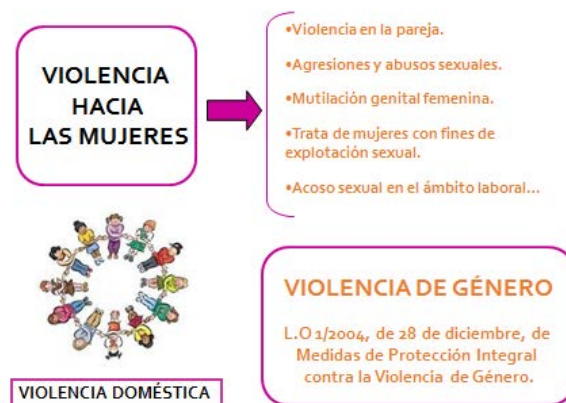 VIOLENCIA
HACIA
LAS MUJERES
•Violencia en la pareja.
•Agresiones y abusos sexuales.
•Mutilación genital femenina.
•Trata de mujeres con fines de
explotación sexual.
•Acoso sexual en el ámbito laboral...
VIOLENCIA DOMÉSTICA
VIOLENCIA DE GÉNERO
L.O 1/2004, de 28 de diciembre, de
Medidas de Protección Integral
contra la Violencia de Género.